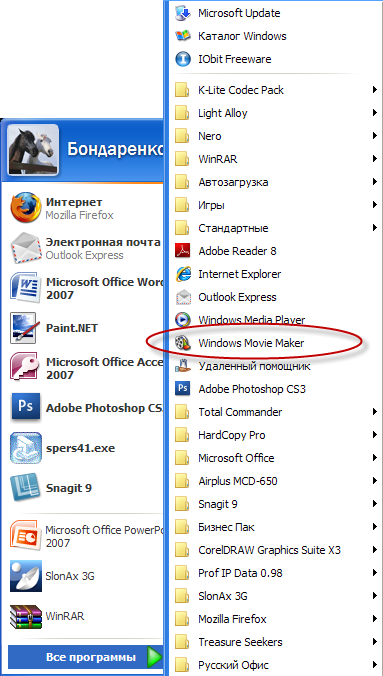 Microsoft Update
Каталог Windows
IObit Freeware
K-Lite Codec Pack
Light Alloy
Nero
WinRAR
Автозагрузка
Игры
Стандартные
Adobe Reader 8
Internet Explorer
Outlook Express
Windows Media Player
Windows Movie Maker
Удаленный помощник
Adobe Photoshop CS3
Total Commander
HardCopy Pro
Microsoft Office
Airplus MCD-650
Snagit 9
Бизнес Пак
CorelDRAW Graphics Suite X3
Prof IP Data 0.98
SlonAx 3G
Mozilla Firefox
Treasure Seekers
Русский Офис
Бондаренко
Интернет
Mozilla Firefox
Электронная почта
Outlook Express
Microsoft Office Word
2007
Paint.NET
Microsoft Office Acce
2007
Adobe Photoshop CS3
spers41.exe
Snagit 9
Microsoft Office PowerPo
2007
SlonAx 3G
WinRAR
Все программы